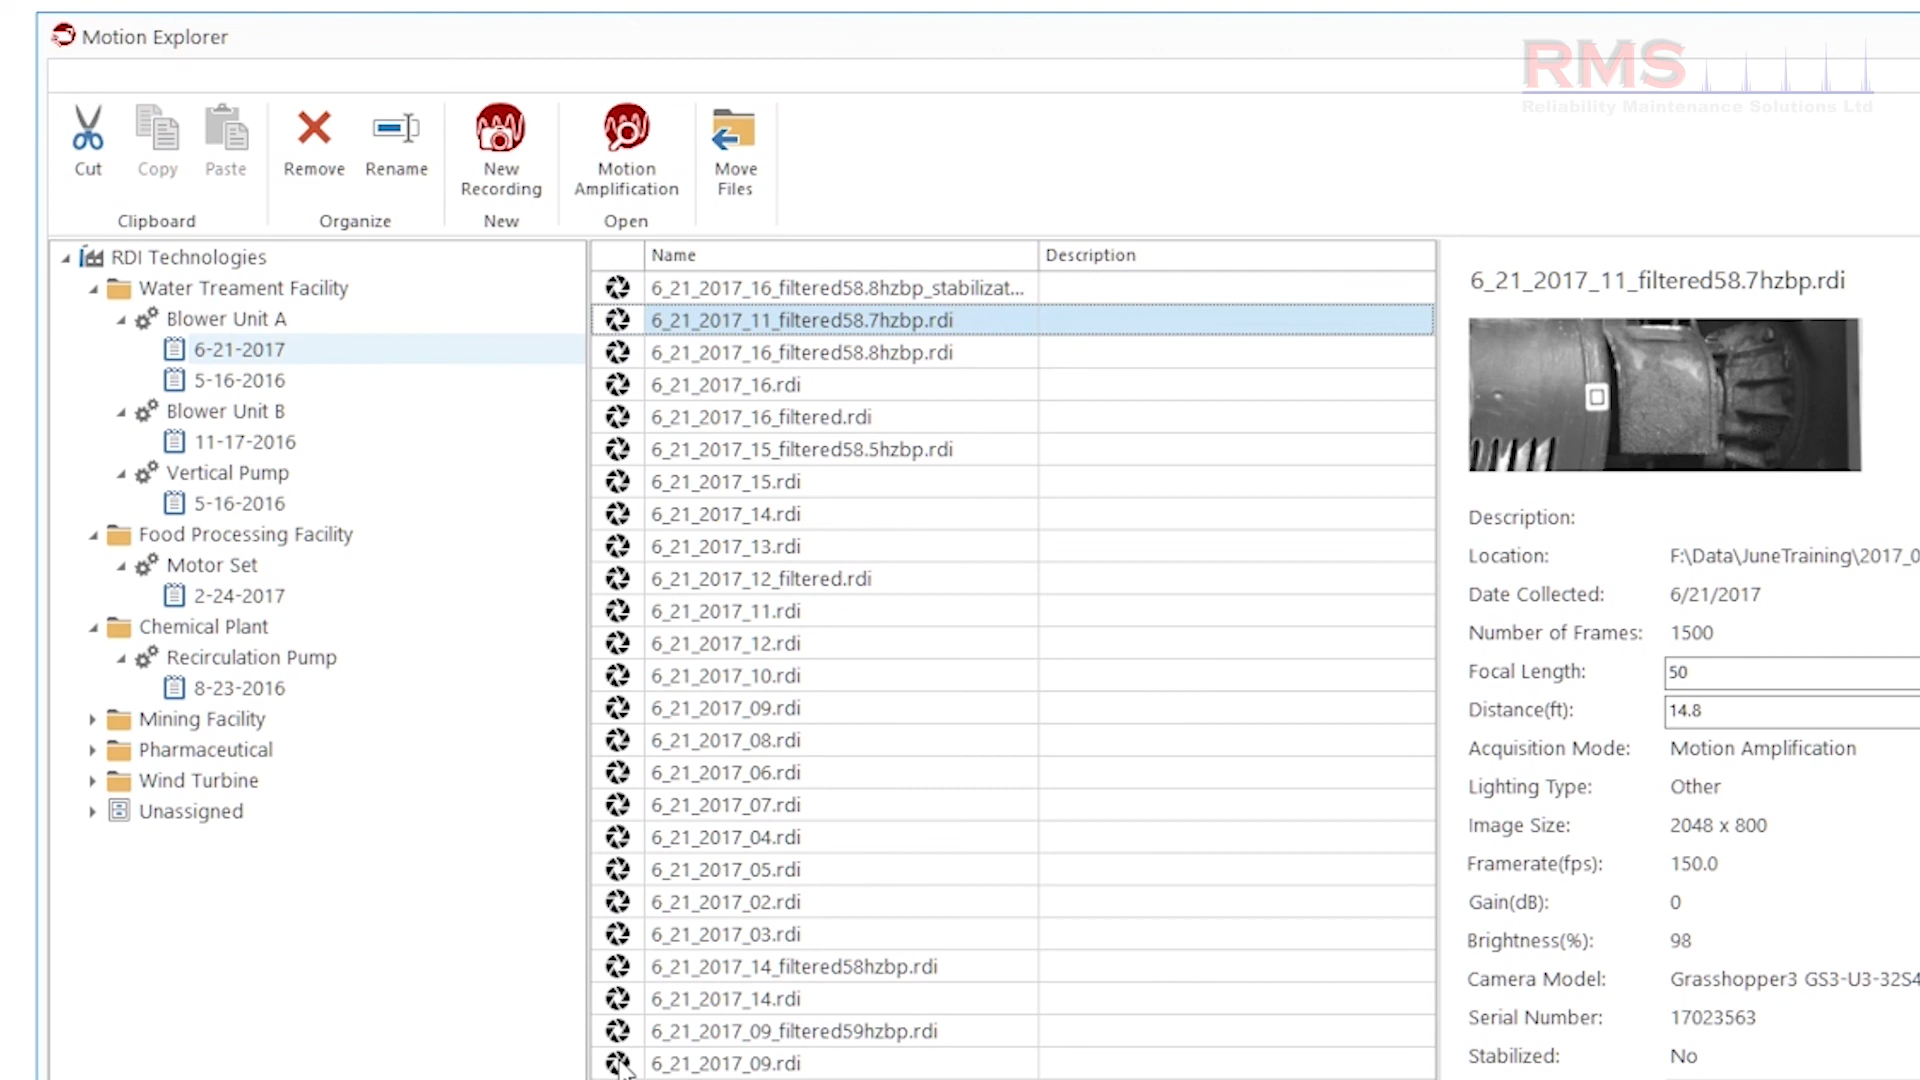 Motion Explorer
RMS
Reliability Maintenance Solutions Ltd
Cut
Copy
Paste
Clipboard
Remove
Rename
Organize
New
Recording
New
Motion
Amplification
Open
Move
Files
RDI Technologies
Water Treament Facility
Blower Unit A
6-21-2017
5-16-2016
Blower Unit B
11-17-2016
Vertical Pump
5-16-2016
Food Processing Facility
Motor Set
2-24-2017
Chemical Plant
Recirculation Pump
8-23-2016
Mining Facility
Pharmaceutical
Wind Turbine
Unassigned
Name Description
6_21_2017_16_filtered58.8hzbp_stabilizat...
6_21_2017_11_filtered58.7hzbp.rdi
6_21_2017_16_filtered58.8hzbp.rdi
6_21_2017_16.rdi
6_21_2017_16_filtered.rdi
6_21_2017_15_filtered58.5hzbp.rdi
6_21_2017_15.rdi
6_21_2017_14.rdi
6_21_2017_13.rdi
6_21_2017_12_filtered.rdi
6_21_2017_11.rdi
6_21_2017_12.rdi
6_21_2017_10.rdi
6_21_2017_09.rdi
6_21_2017_08.rdi
6_21_2017_06.rdi
6_21_2017_07.rdi
6_21_2017_04.rdi
6_21_2017_05.rdi
6_21_2017_02.rdi
6_21_2017_03.rdi
6_21_2017_14_filtered58hzbp.rdi
6_21_2017_14.rdi
6_21_2017_09_filtered59hzbp.rdi
6_21_2017_09.rdi
6_21_2017_11_filtered58.7hzbp.rdi
Description:
Location: F:\Data\JuneTraining\2017_0
Date Collected: 6/21/2017
Number of Frames: 1500
Focal Length: 50
Distance(ft): 14.8
Acquisition Mode: Motion Amplification
Lighting Type: Other
Image Size: 2048 x 800
Framerate(fps): 150.0
Gain(dB): 0
Brightness(%): 98
Camera Model: Grasshopper3 GS3-U3-32S4
Serial Number: 17023563
Stabilized: No